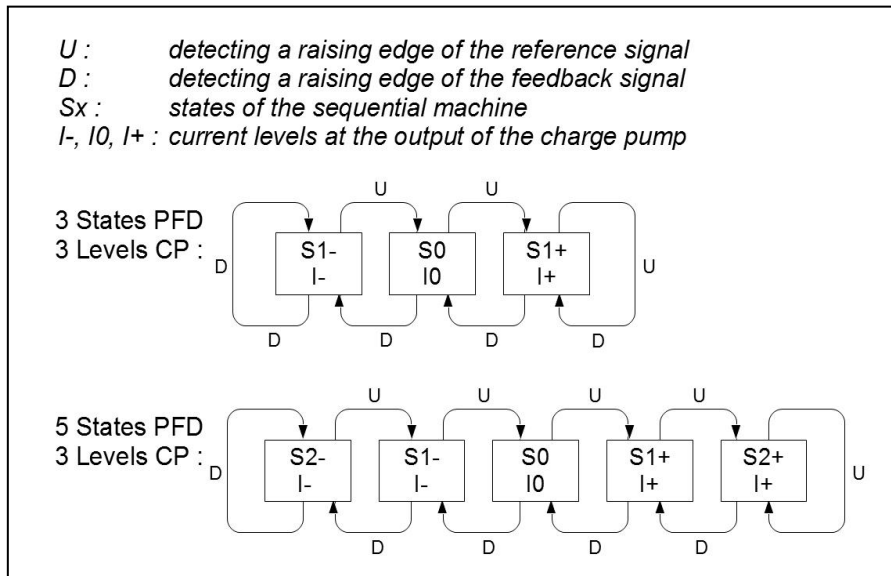 U : detecting a raising edge of the reference signal
D : detecting a raising edge of the feedback signal
Sx : states of the sequential machine
I-, I0, I+ : current levels at the output of the charge pump
U U
3 States PFD
3 Levels CP :
S1- S0 S1+
I- I0 I+
D U
D D D D
U U U U
5 States PFD
3 Levels CP :
S2- S1- S0 S1+ S2+
I- I- I0 I+ I+
D U
D D D D